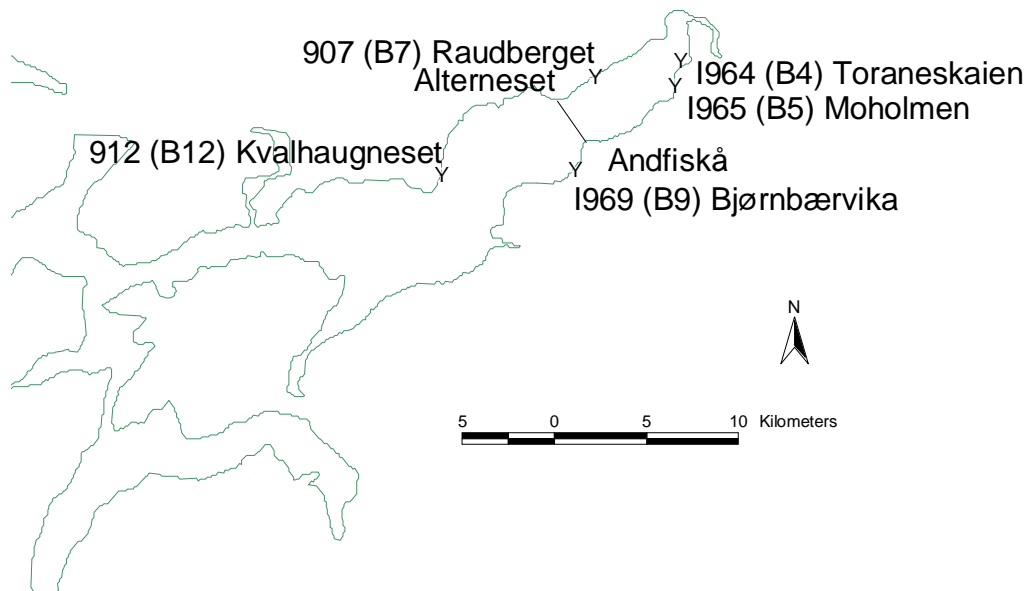 907 (B7) Raudberget
Alterneset
Y
Y
I964 (B4) Toraneskaien
Y
I965 (B5) Moholmen
912 (B12) Kvalhaugneset
Y
Andfiskå
Y
I969 (B9) Bjørnbærvika
N
5 0 5 10 Kilometers